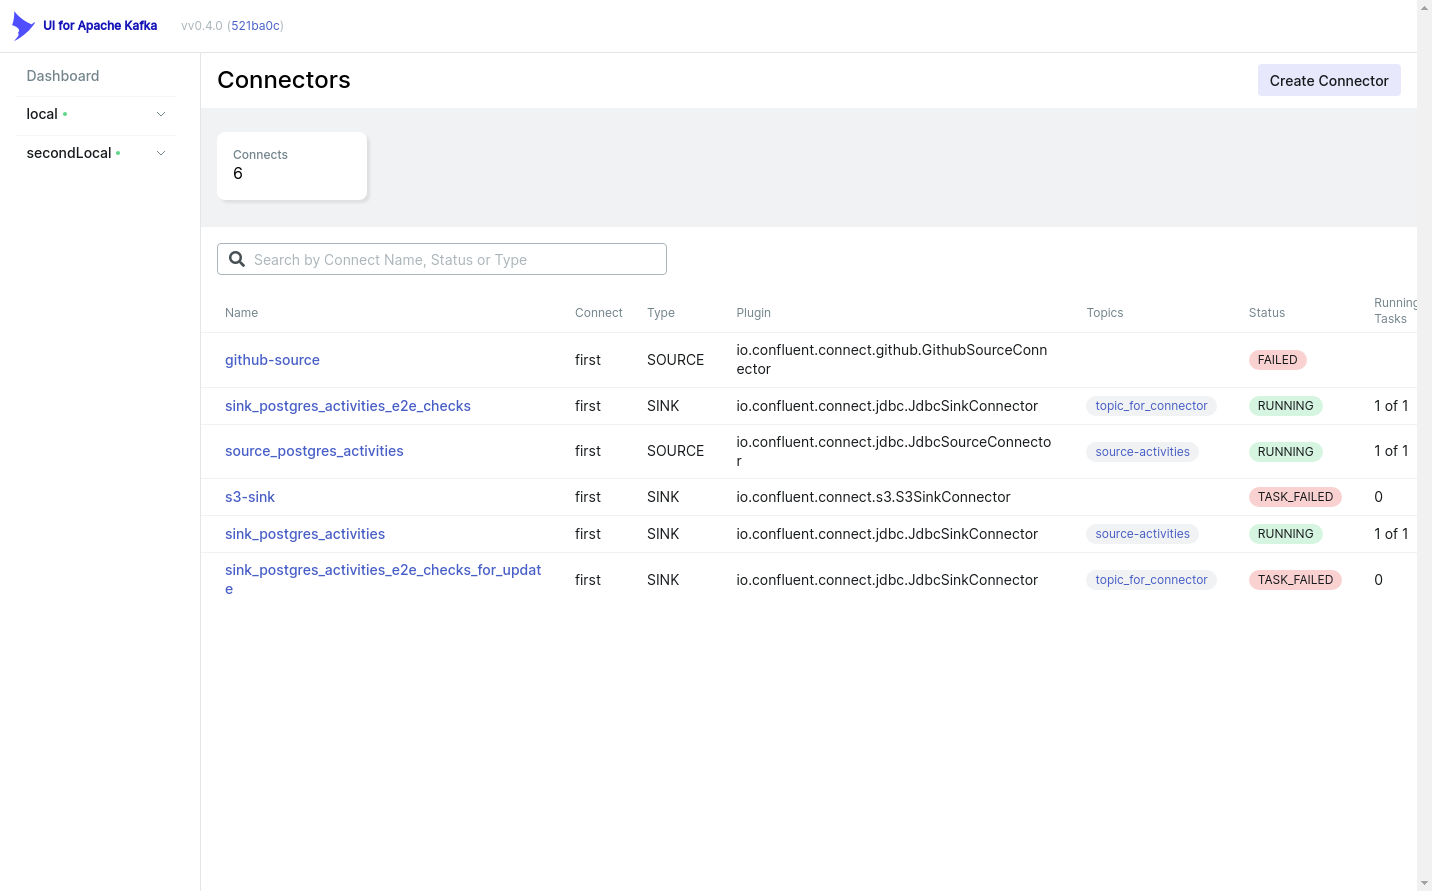 UI for Apache Kafka vv0.4.0 (521ba0c)
Dashboard
local
secondLocal
Connectors
Create Connector
Connects
6
Search by Connect Name, Status or Type
Name Connect Type Plugin Topics Status Running
Tasks
github-source first SOURCE io.confluent.connect.github.GithubSourceConn
ector FAILED
sink_postgres_activities_e2e_checks first SINK io.confluent.connect.jdbc.JdbcSinkConnector topic_for_connector RUNNING 1 of 1
source_postgres_activities first SOURCE io.confluent.connect.jdbc.JdbcSourceConnecto
r source-activities RUNNING 1 of 1
s3-sink first SINK io.confluent.connect.s3.S3SinkConnector TASK_FAILED 0
sink_postgres_activities first SINK io.confluent.connect.jdbc.JdbcSinkConnector source-activities RUNNING 1 of 1
sink_postgres_activities_e2e_checks_for_updat
e first SINK io.confluent.connect.jdbc.JdbcSinkConnector topic_for_connector TASK_FAILED 0